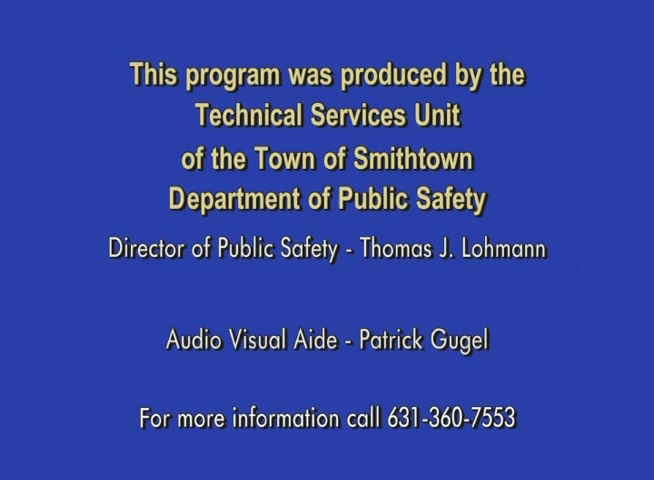 This program was produced by the
Technical Services Unit
of the Town of Smithtown
Department of Public Safety
Director of Public Safety - Thomas J. Lohmann
Audio Visual Aide - Patrick Gugel
For more information call 631-360-7553